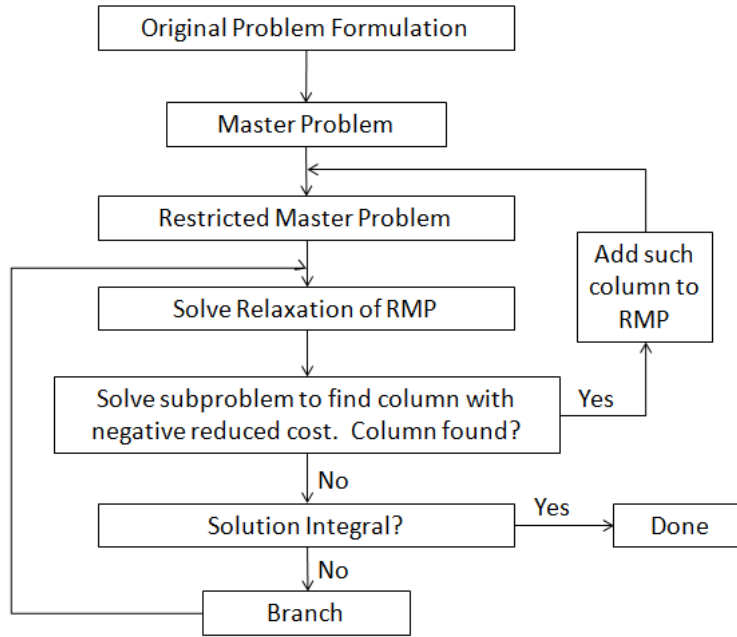 Original Problem Formulation
Master Problem
Restricted Master Problem
Add such
column to
RMP
Solve Relaxation of RMP
Solve subproblem to find column with
negative reduced cost.  Column found?
Yes
No
Solution Integral?
Yes
Done
No
Branch